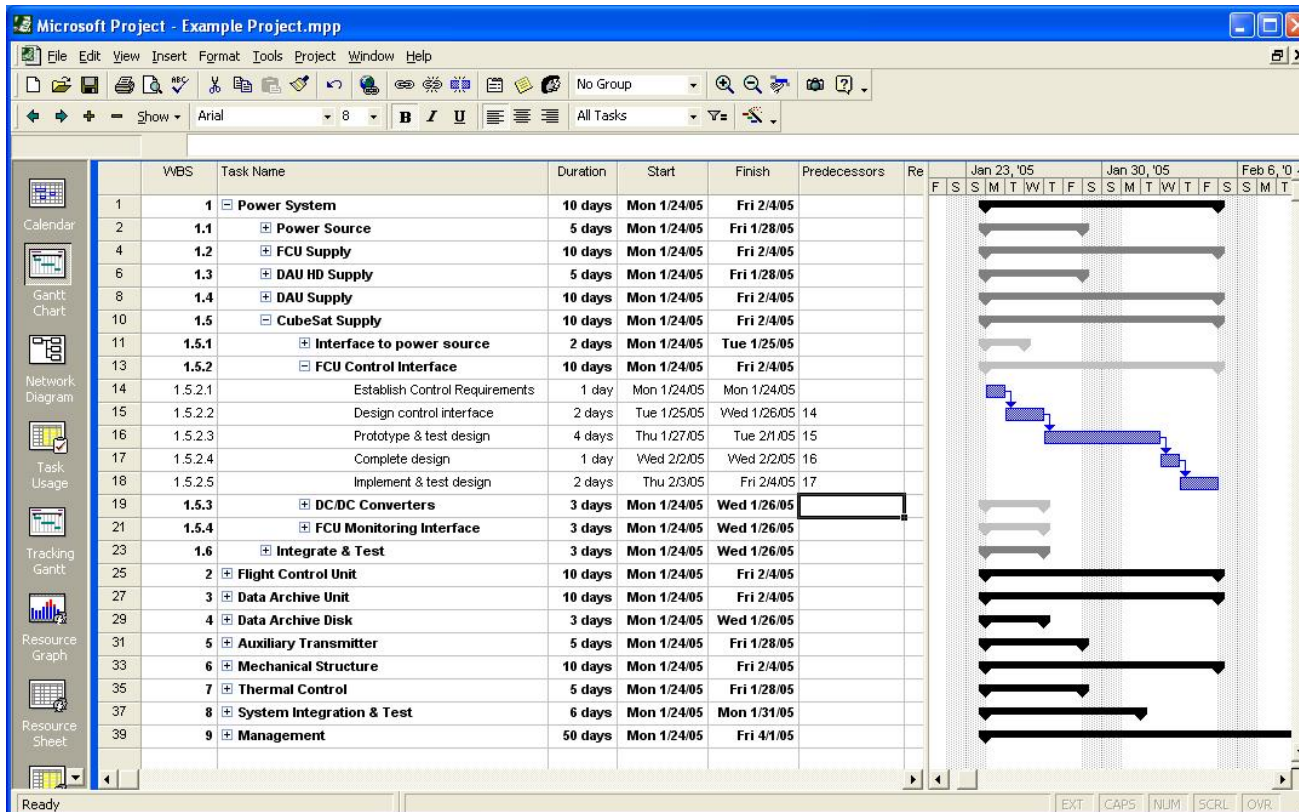 Microsoft Project - Example Project.mpp
File Edit View Insert Format Tools Project Window Help
No Group
Show Arial 8 B I U All Tasks
WBS Task Name Duration Start Finish Predecessors Re
Jan 23, '05 Jan 30, '05 Feb 6, '0
F S S M T W T F S S M T W T F S S M T
1 1 Power System 10 days Mon 1/24/05 Fri 2/4/05
2 1.1 Power Source 5 days Mon 1/24/05 Fri 1/28/05
4 1.2 FCU Supply 10 days Mon 1/24/05 Fri 2/4/05
6 1.3 DAU HD Supply 5 days Mon 1/24/05 Fri 1/28/05
8 1.4 DAU Supply 10 days Mon 1/24/05 Fri 2/4/05
10 1.5 CubeSat Supply 10 days Mon 1/24/05 Fri 2/4/05
11 1.5.1 Interface to power source 2 days Mon 1/24/05 Tue 1/25/05
13 1.5.2 FCU Control Interface 10 days Mon 1/24/05 Fri 2/4/05
14 1.5.2.1 Establish Control Requirements 1 day Mon 1/24/05 Mon 1/24/05
15 1.5.2.2 Design control interface 2 days Tue 1/25/05 Wed 1/26/05 14
16 1.5.2.3 Prototype & test design 4 days Thu 1/27/05 Tue 2/1/05 15
17 1.5.2.4 Complete design 1 day Wed 2/2/05 Wed 2/2/05 16
18 1.5.2.5 Implement & test design 2 days Thu 2/3/05 Fri 2/4/05 17
19 1.5.3 DC/DC Converters 3 days Mon 1/24/05 Wed 1/26/05
21 1.5.4 FCU Monitoring Interface 3 days Mon 1/24/05 Wed 1/26/05
23 1.6 Integrate & Test 3 days Mon 1/24/05 Wed 1/26/05
25 2 Flight Control Unit 10 days Mon 1/24/05 Fri 2/4/05
27 3 Data Archive Unit 10 days Mon 1/24/05 Fri 2/4/05
29 4 Data Archive Disk 3 days Mon 1/24/05 Wed 1/26/05
31 5 Auxiliary Transmitter 5 days Mon 1/24/05 Fri 1/28/05
33 6 Mechanical Structure 10 days Mon 1/24/05 Fri 2/4/05
35 7 Thermal Control 5 days Mon 1/24/05 Fri 1/28/05
37 8 System Integration & Test 6 days Mon 1/24/05 Mon 1/31/05
39 9 Management 50 days Mon 1/24/05 Fri 4/1/05
Calendar
Gantt
Chart
Network
Diagram
Task
Usage
Tracking
Gantt
Resource
Graph
Resource
Sheet
Ready
EXT CAPS NUM SCRL OVR